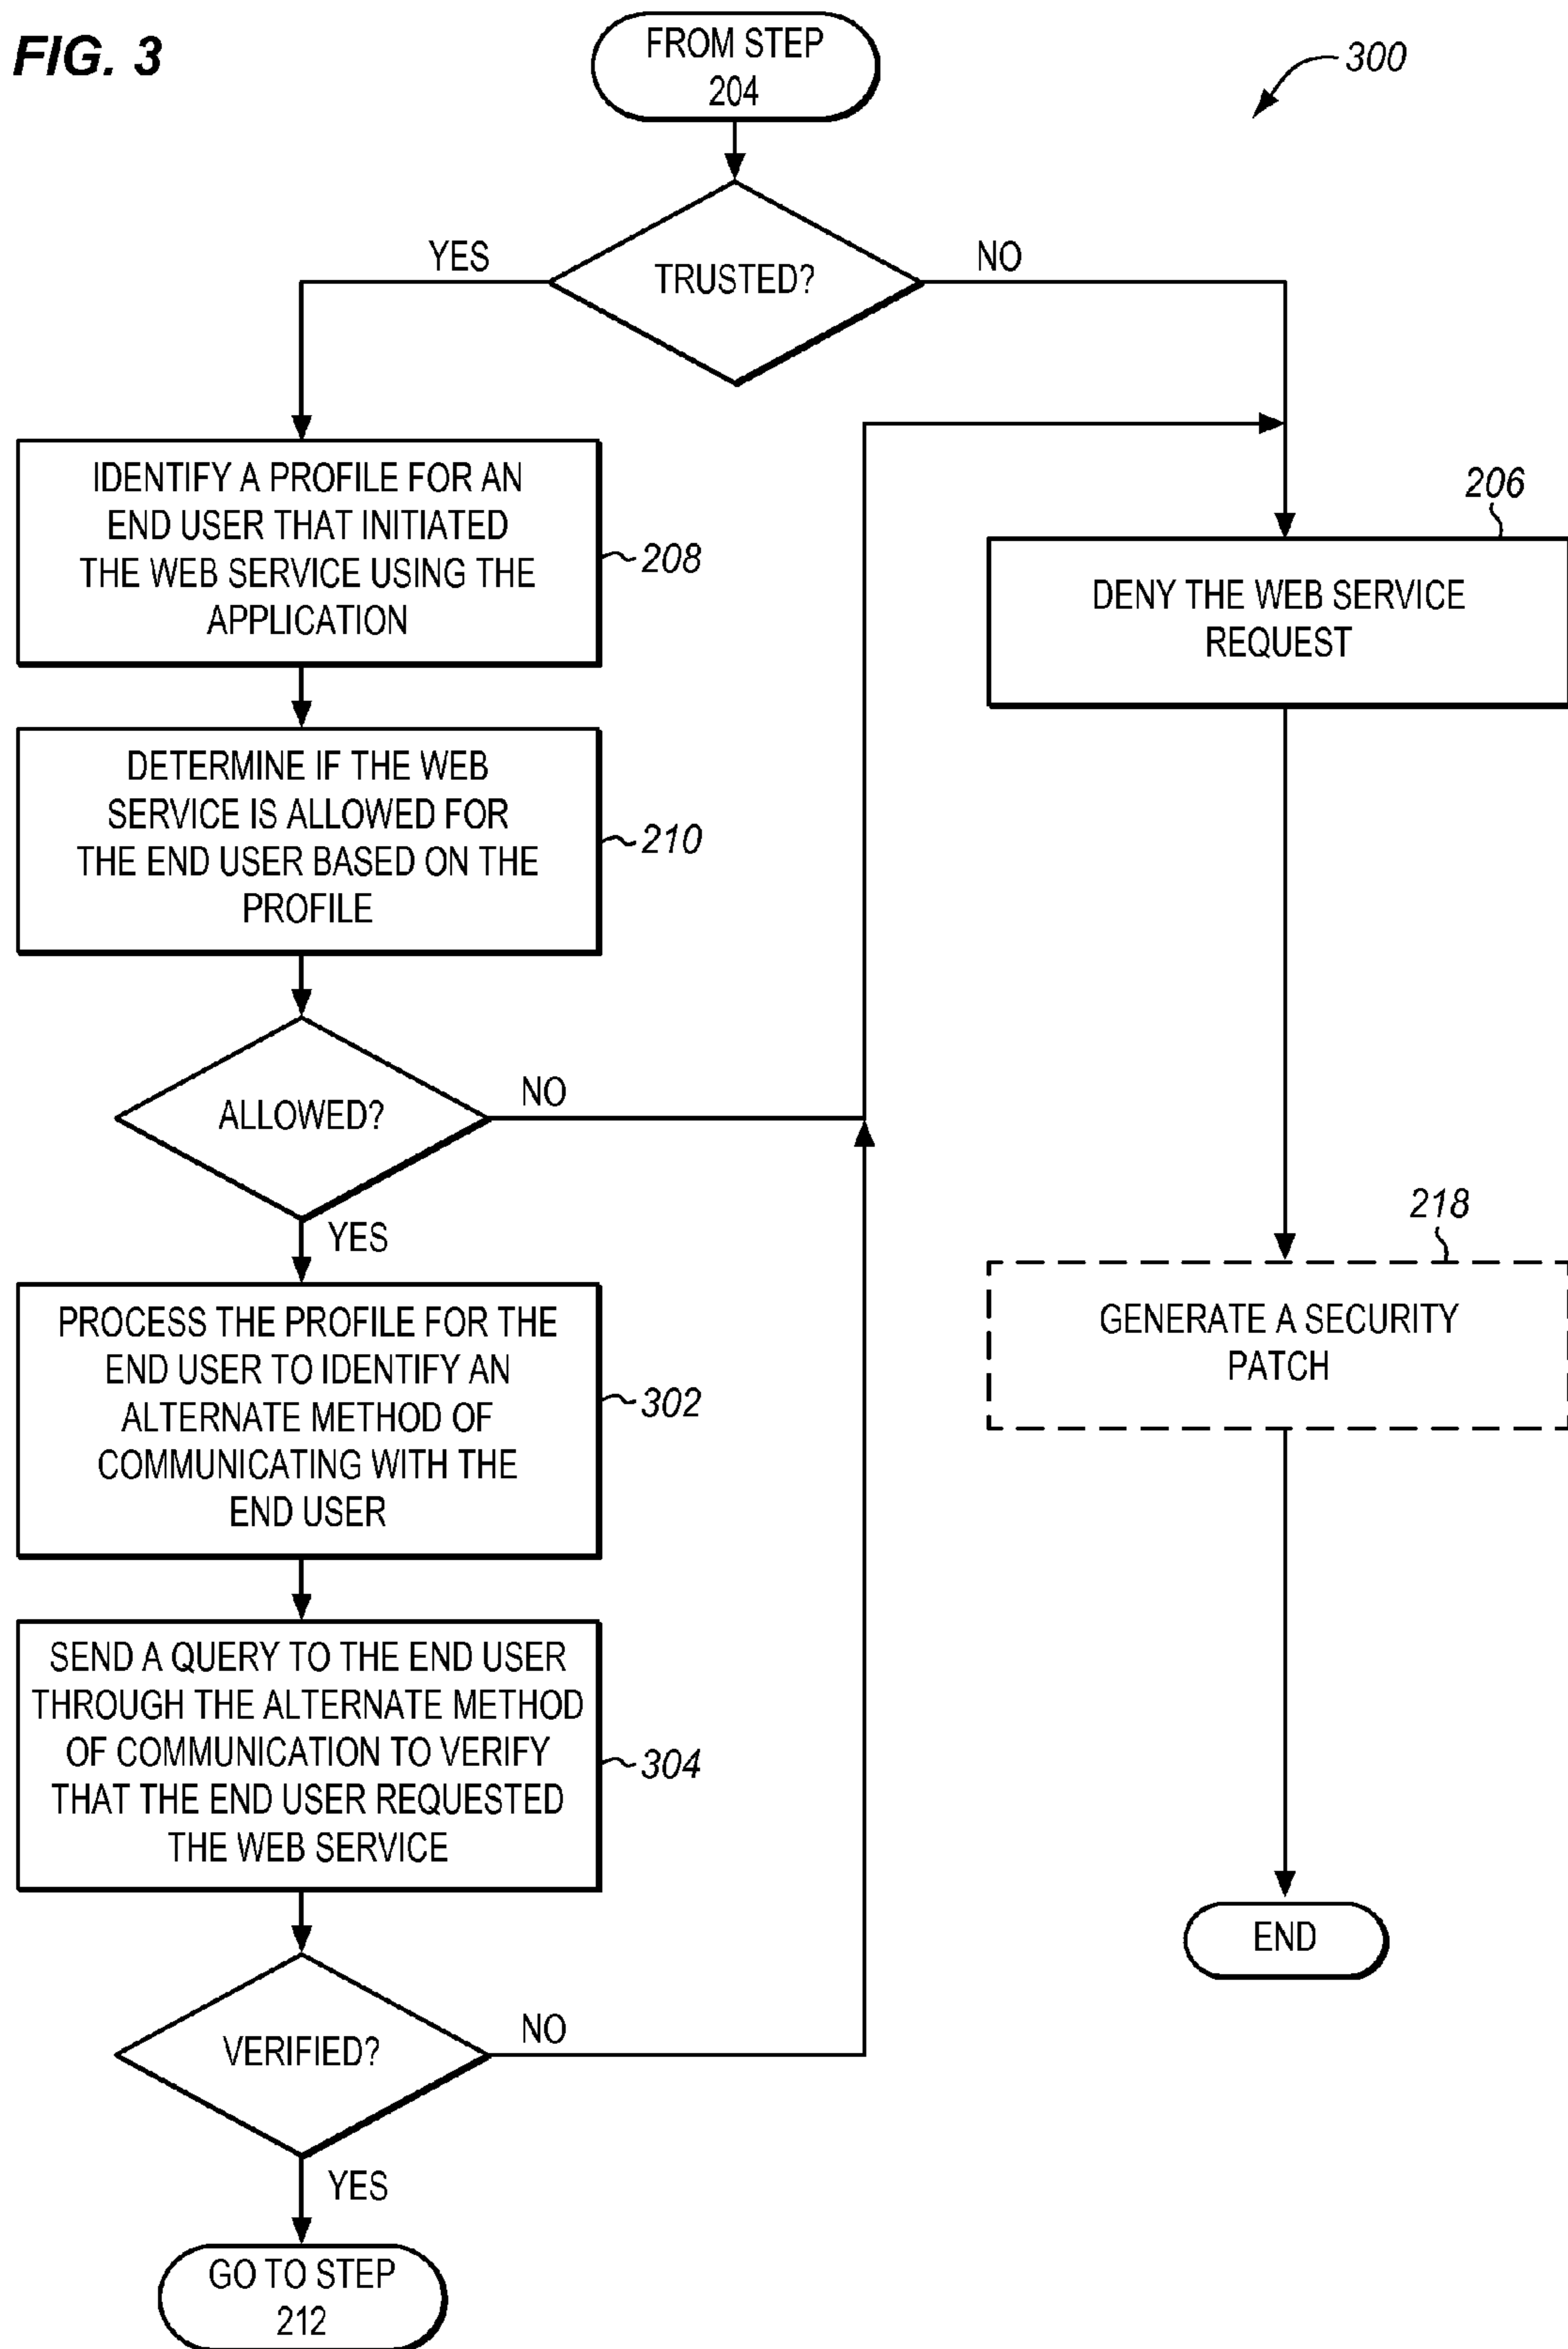 FIG. 3
FROM STEP
204
300
TRUSTED?
YES
NO
IDENTIFY A PROFILE FOR AN
END USER THAT INITIATED
THE WEB SERVICE USING THE
APPLICATION
208
206
DENY THE WEB SERVICE
REQUEST
DETERMINE IF THE WEB
SERVICE IS ALLOWED FOR
THE END USER BASED ON THE
PROFILE
210
ALLOWED?
NO
YES
218
GENERATE A SECURITY
PATCH
PROCESS THE PROFILE FOR THE
END USER TO IDENTIFY AN
ALTERNATE METHOD OF
COMMUNICATING WITH THE
END USER
302
SEND A QUERY TO THE END USER
THROUGH THE ALTERNATE METHOD
OF COMMUNICATION TO VERIFY
THAT THE END USER REQUESTED
THE WEB SERVICE
304
END
VERIFIED?
NO
YES
GO TO STEP
212